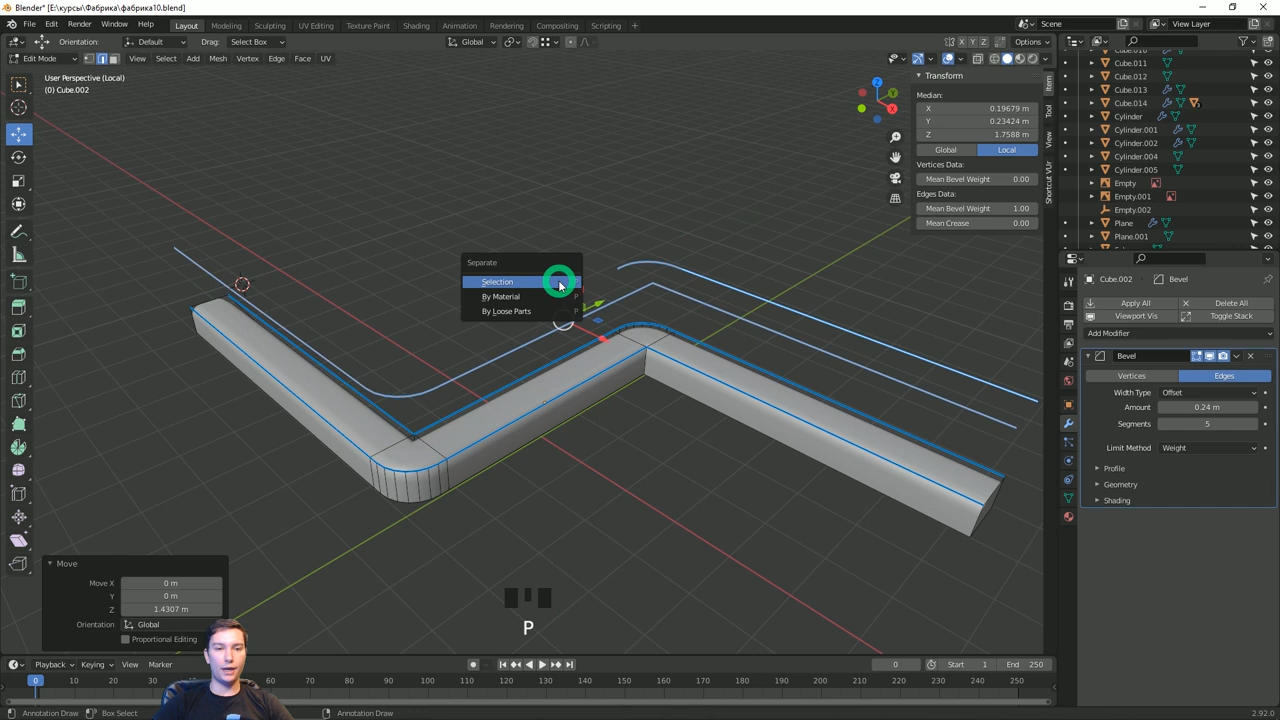 Blender* [E:\курсы\Фабрика\фабрика10.blend]
File Edit Render Window Help Layout Modeling Sculpting UV Editing Texture Paint Shading Animation Rendering Compositing Scripting + Scene View Layer
Orientation: Default Drag: Select Box Global X Y Z Options
Edit Mode View Select Add Mesh Vertex Edge Face UV
User Perspective (Local)
(0) Cube.002
Z
Y
X
Transform
Median:
X 0.19679 m
Y 0.23424 m
Z 1.7588 m
Global Local
Vertices Data:
Mean Bevel Weight 0.00
Edges Data:
Mean Bevel Weight 1.00
Mean Crease 0.00
Item
Tool
View
Shortcut VUr
Separate
Selection P
By Material P
By Loose Parts P
Cube.010
Cube.011
Cube.012
Cube.013
Cube.014
Cylinder
Cylinder.001
Cylinder.002
Cylinder.004
Cylinder.005
Empty
Empty.001
Empty.002
Plane
Plane.001
Cube.002 Bevel
Apply All Delete All
Viewport Vis Toggle Stack
Add Modifier
Bevel
Vertices Edges
Width Type Offset
Amount 0.24 m
Segments 5
Limit Method Weight
Profile
Geometry
Shading
Move
Move X 0 m
Y 0 m
Z 1.4307 m
Orientation Global
Proportional Editing
P
Playback Keying View Marker 0 Start 1 End 250
0 10 20 30 40 50 60 70 80 90 100 110 120 130 140 150 160 170 180 190 200 210 220 230 240 250
Annotation Draw Box Select Annotation Draw 2.92.0